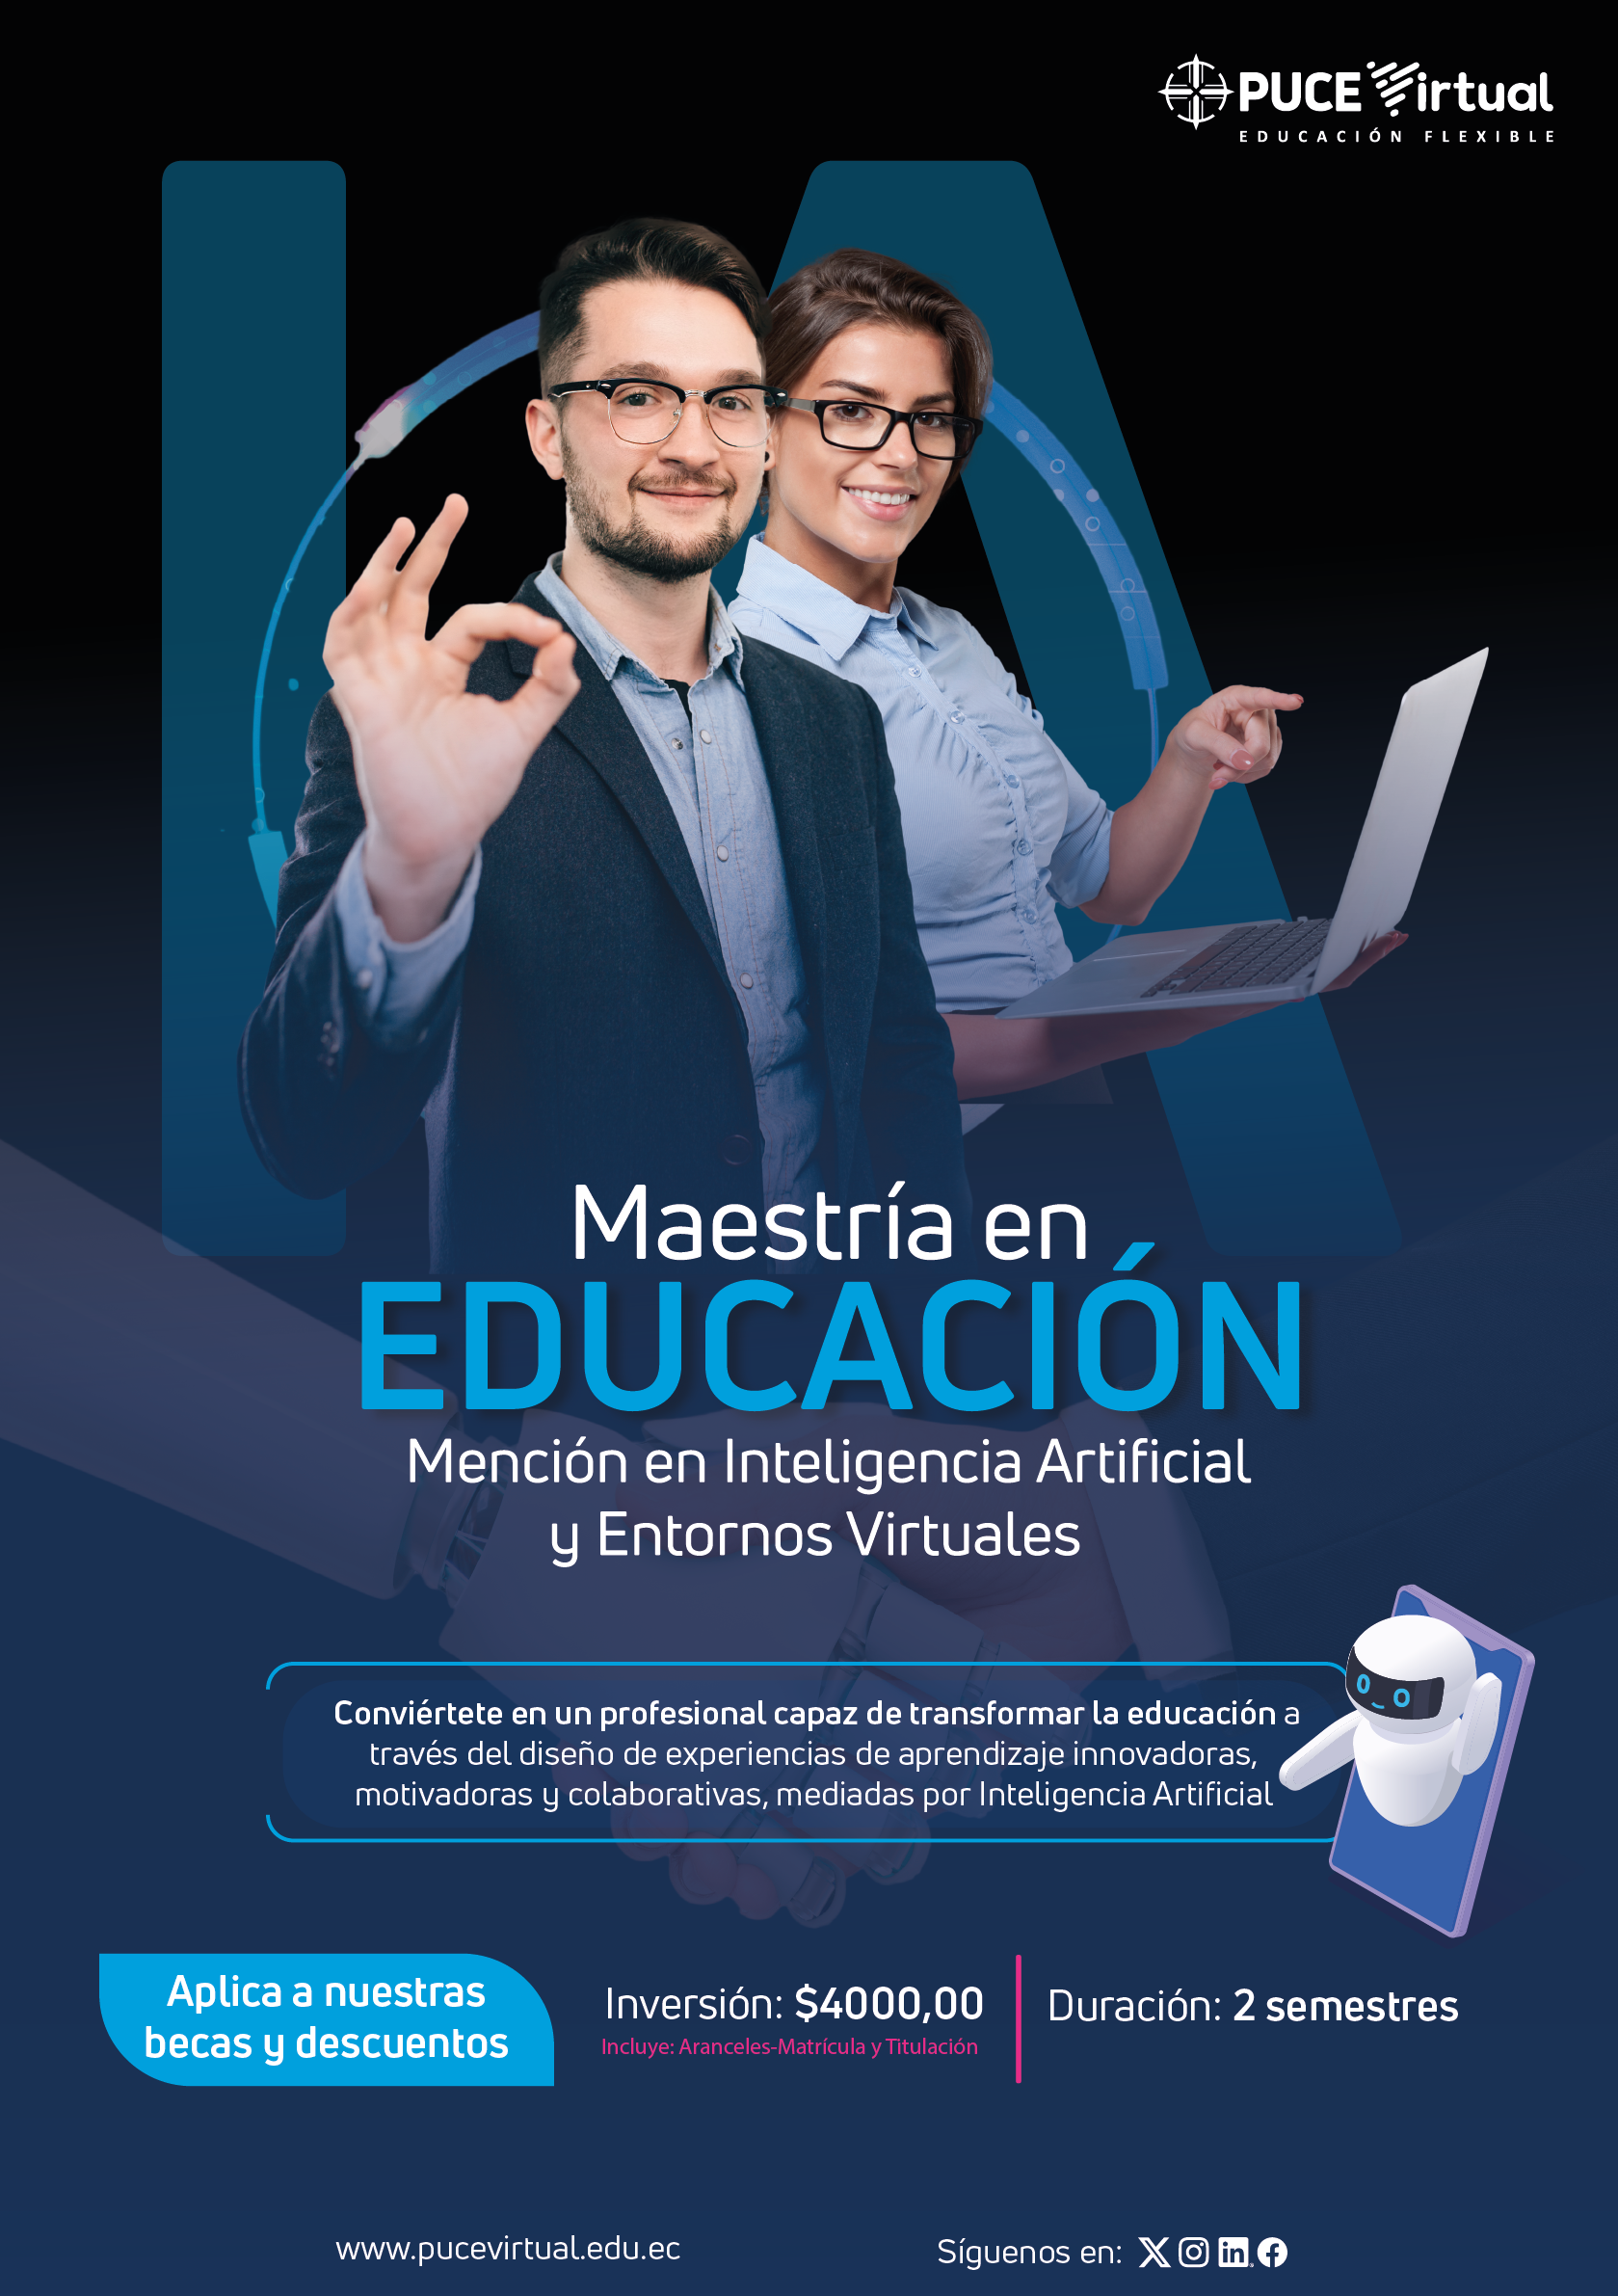 PUCE Virtual
EDUCACIÓN FLEXIBLE
IA
Maestría en
EDUCACIÓN
Mención en Inteligencia Artificial
y Entornos Virtuales
Conviértete en un profesional capaz de transformar la educación a
través del diseño de experiencias de aprendizaje innovadoras,
motivadoras y colaborativas, mediadas por Inteligencia Artificial
Aplica a nuestras
becas y descuentos
Inversión: $4000,00
Incluye: Aranceles-Matrícula y Titulación
Duración: 2 semestres
www.pucevirtual.edu.ec
Síguenos en: